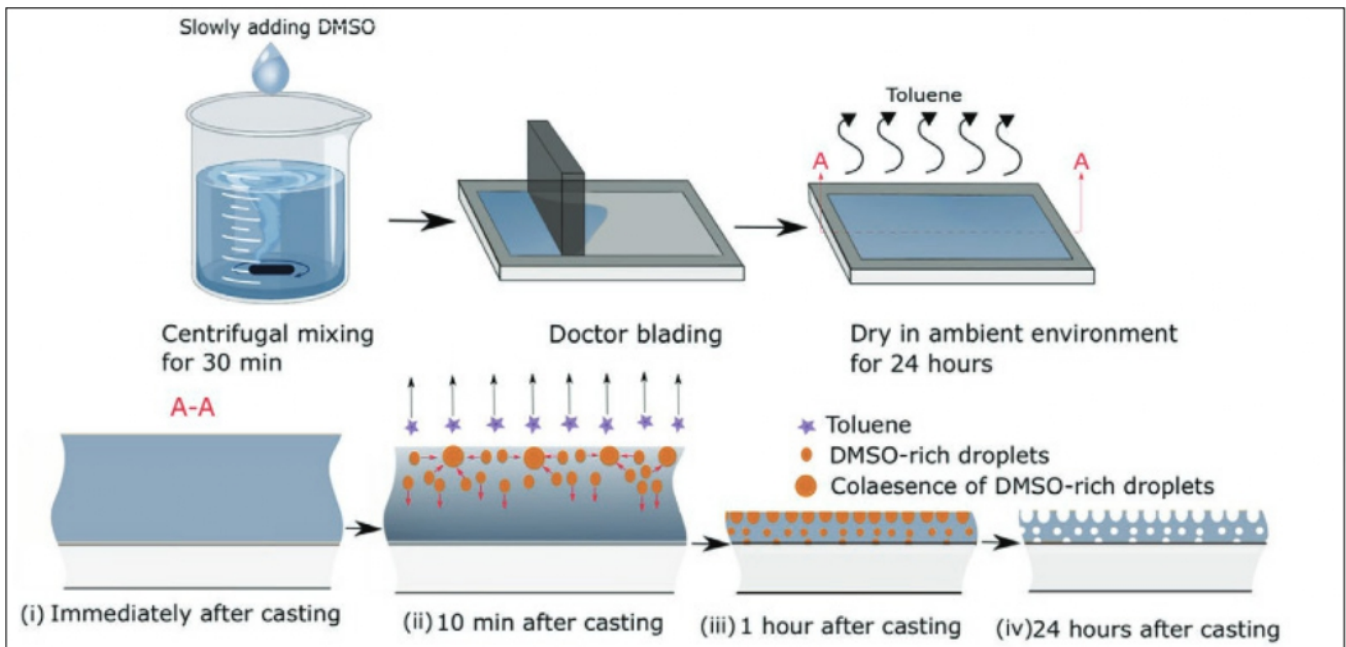 Slowly adding DMSO
Toluene
A
A
Centrifugal mixing
for 30 min
Doctor blading
Dry in ambient environment
for 24 hours
A-A
Toluene
DMSO-rich droplets
Colaesence of DMSO-rich droplets
(i) Immediately after casting
(ii) 10 min after casting
(iii) 1 hour after casting
(iv) 24 hours after casting